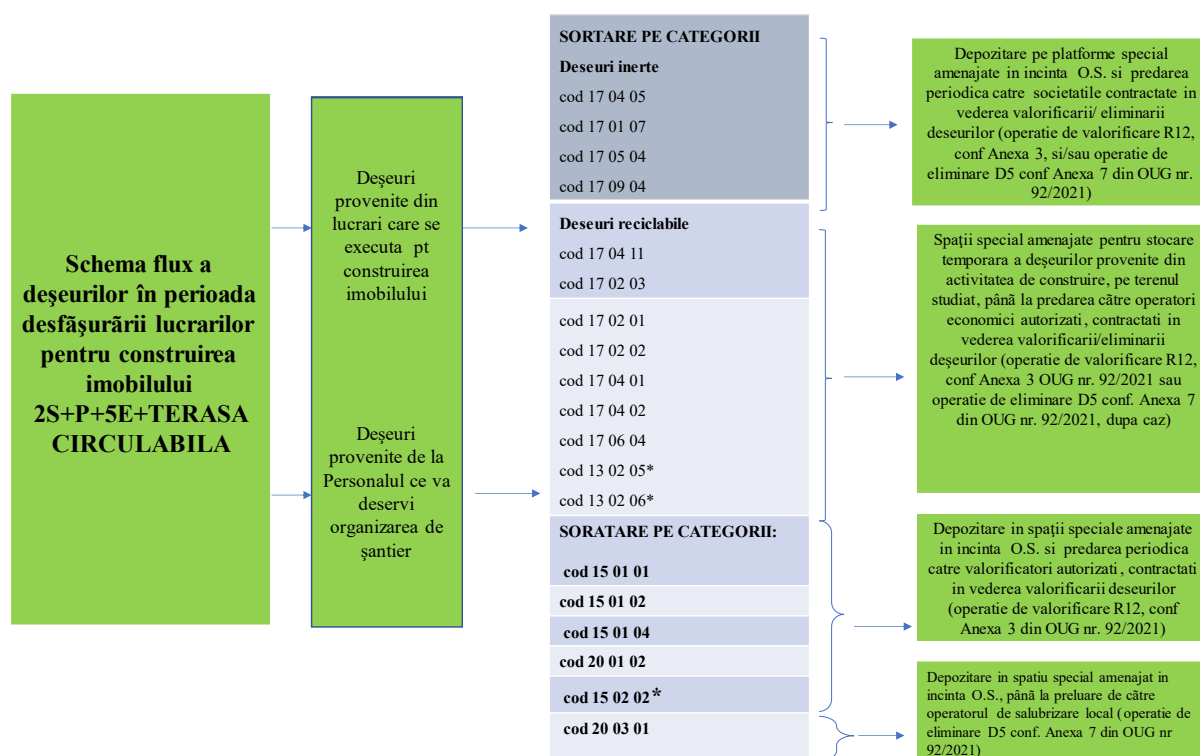 Schema flux a
deşeurilor în perioada
desfăşurării lucrarilor
pentru construirea
imobilului
2S+P+5E+TERASA
CIRCULABILA
Deşeuri
provenite din
lucrari care se
executa pt
construirea
imobilului
Deşeuri
provenite de la
Personalul ce va
deservi
organizarea de
şantier
SORTARE PE CATEGORII
Deseuri inerte
cod 17 04 05
cod 17 01 07
cod 17 05 04
cod 17 09 04
Deseuri reciclabile
cod 17 04 11
cod 17 02 03
cod 17 02 01
cod 17 02 02
cod 17 04 01
cod 17 04 02
cod 17 06 04
cod 13 02 05*
cod 13 02 06*
SORATARE PE CATEGORII:
cod 15 01 01
cod 15 01 02
cod 15 01 04
cod 20 01 02
cod 15 02 02*
cod 20 03 01
Depozitare pe platforme special
amenajate in incinta O.S. si predarea
periodica catre societatile contractate in
vederea valorificarii/ eliminarii
deseurilor (operatie de valorificare R12,
conf Anexa 3, si/sau operatie de
eliminare D5 conf Anexa 7 din OUG nr.
92/2021)
Spaţii special amenajate pentru stocare
temporara a deşeurilor provenite din
activitatea de construire, pe terenul
studiat, până la predarea către operatori
economici autorizati, contractati in
vederea valorificarii/eliminarii
deşeurilor (operatie de valorificare R12,
conf Anexa 3 OUG nr. 92/2021 sau
operatie de eliminare D5 conf. Anexa 7
din OUG nr. 92/2021, dupa caz)
Depozitare in spaţii speciale amenajate
in incinta O.S. si predarea periodica
catre valorificatori autorizati, contractati
in vederea valorificarii deseurilor
(operatie de valorificare R12, conf
Anexa 3 din OUG nr. 92/2021)
Depozitare in spatiu special amenajat in
incinta O.S., până la preluare de către
operatorul de salubrizare local (operatie de
eliminare D5 conf. Anexa 7 din OUG nr
92/2021)